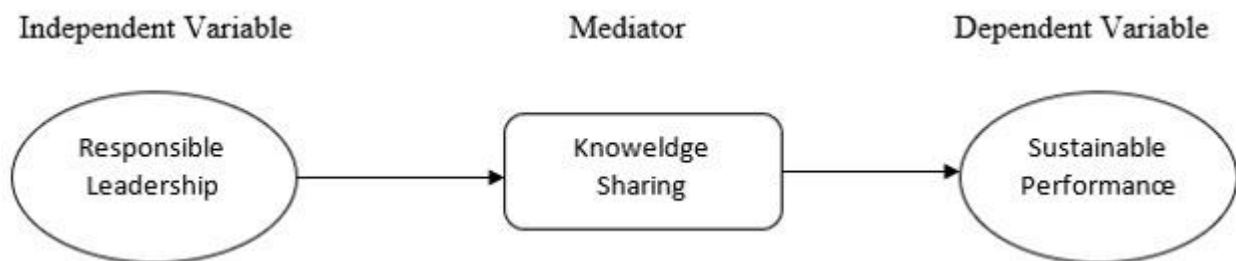 Independent Variable
Mediator
Dependent Variable
Responsible
Leadership
Knoweldge
Sharing
Sustainable
Performance